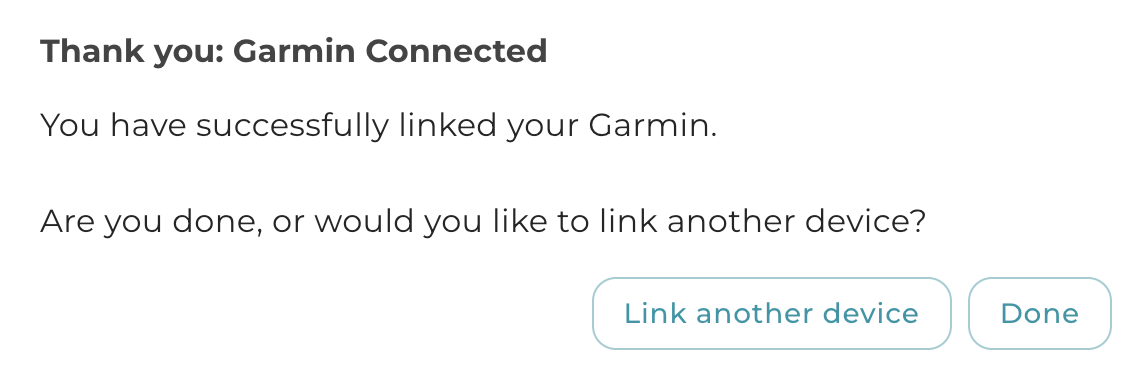 Thank you: Garmin Connected
You have successfully linked your Garmin.
Are you done, or would you like to link another device?
Link another device
Done